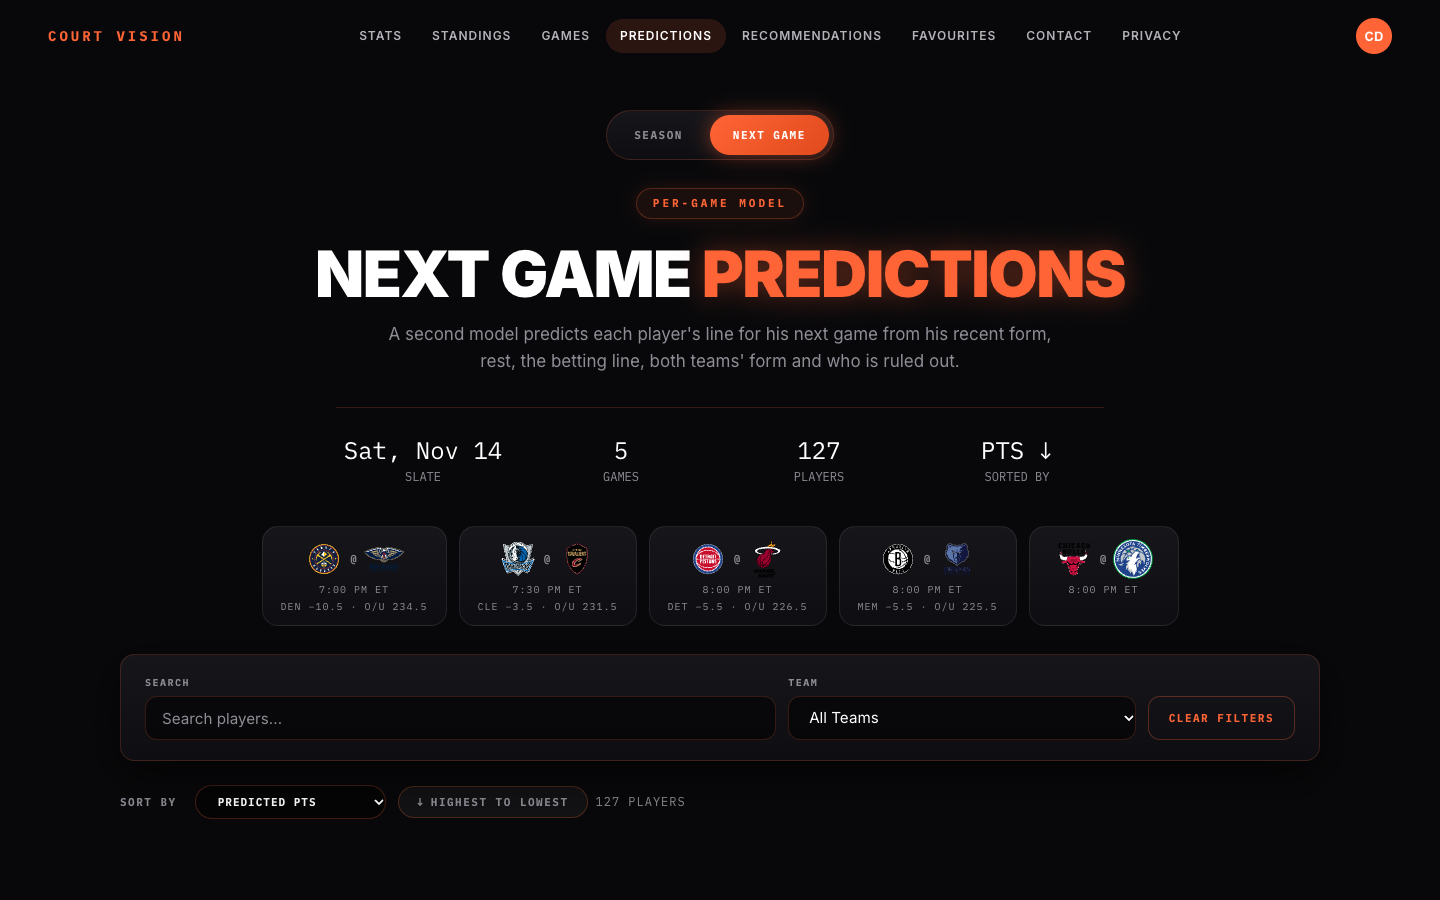 COURT VISION
STATS
STANDINGS
GAMES
PREDICTIONS
RECOMMENDATIONS
FAVOURITES
CONTACT
PRIVACY
CD
SEASON
NEXT GAME
PER-GAME MODEL
NEXT GAME PREDICTIONS
A second model predicts each player's line for his next game from his recent form,
rest, the betting line, both teams' form and who is ruled out.
Sat, Nov 14
SLATE
5
GAMES
127
PLAYERS
PTS ↓
SORTED BY
@
7:00 PM ET
DEN −10.5 · O/U 234.5
@
7:30 PM ET
CLE −3.5 · O/U 231.5
@
8:00 PM ET
DET −5.5 · O/U 226.5
@
8:00 PM ET
MEM −5.5 · O/U 225.5
@
8:00 PM ET
SEARCH
Search players...
TEAM
All Teams
CLEAR FILTERS
SORT BY
PREDICTED PTS
↓ HIGHEST TO LOWEST
127 PLAYERS